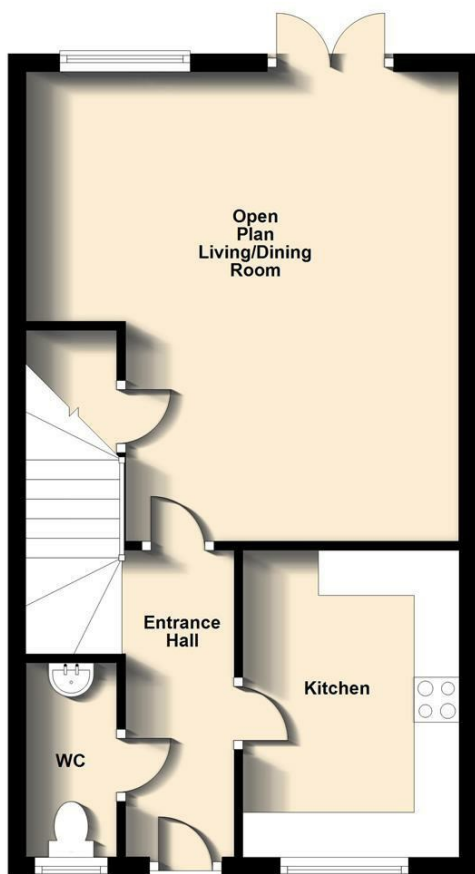 Open
Plan
Living/Dining
Room
Entrance
Hall
Kitchen
WC